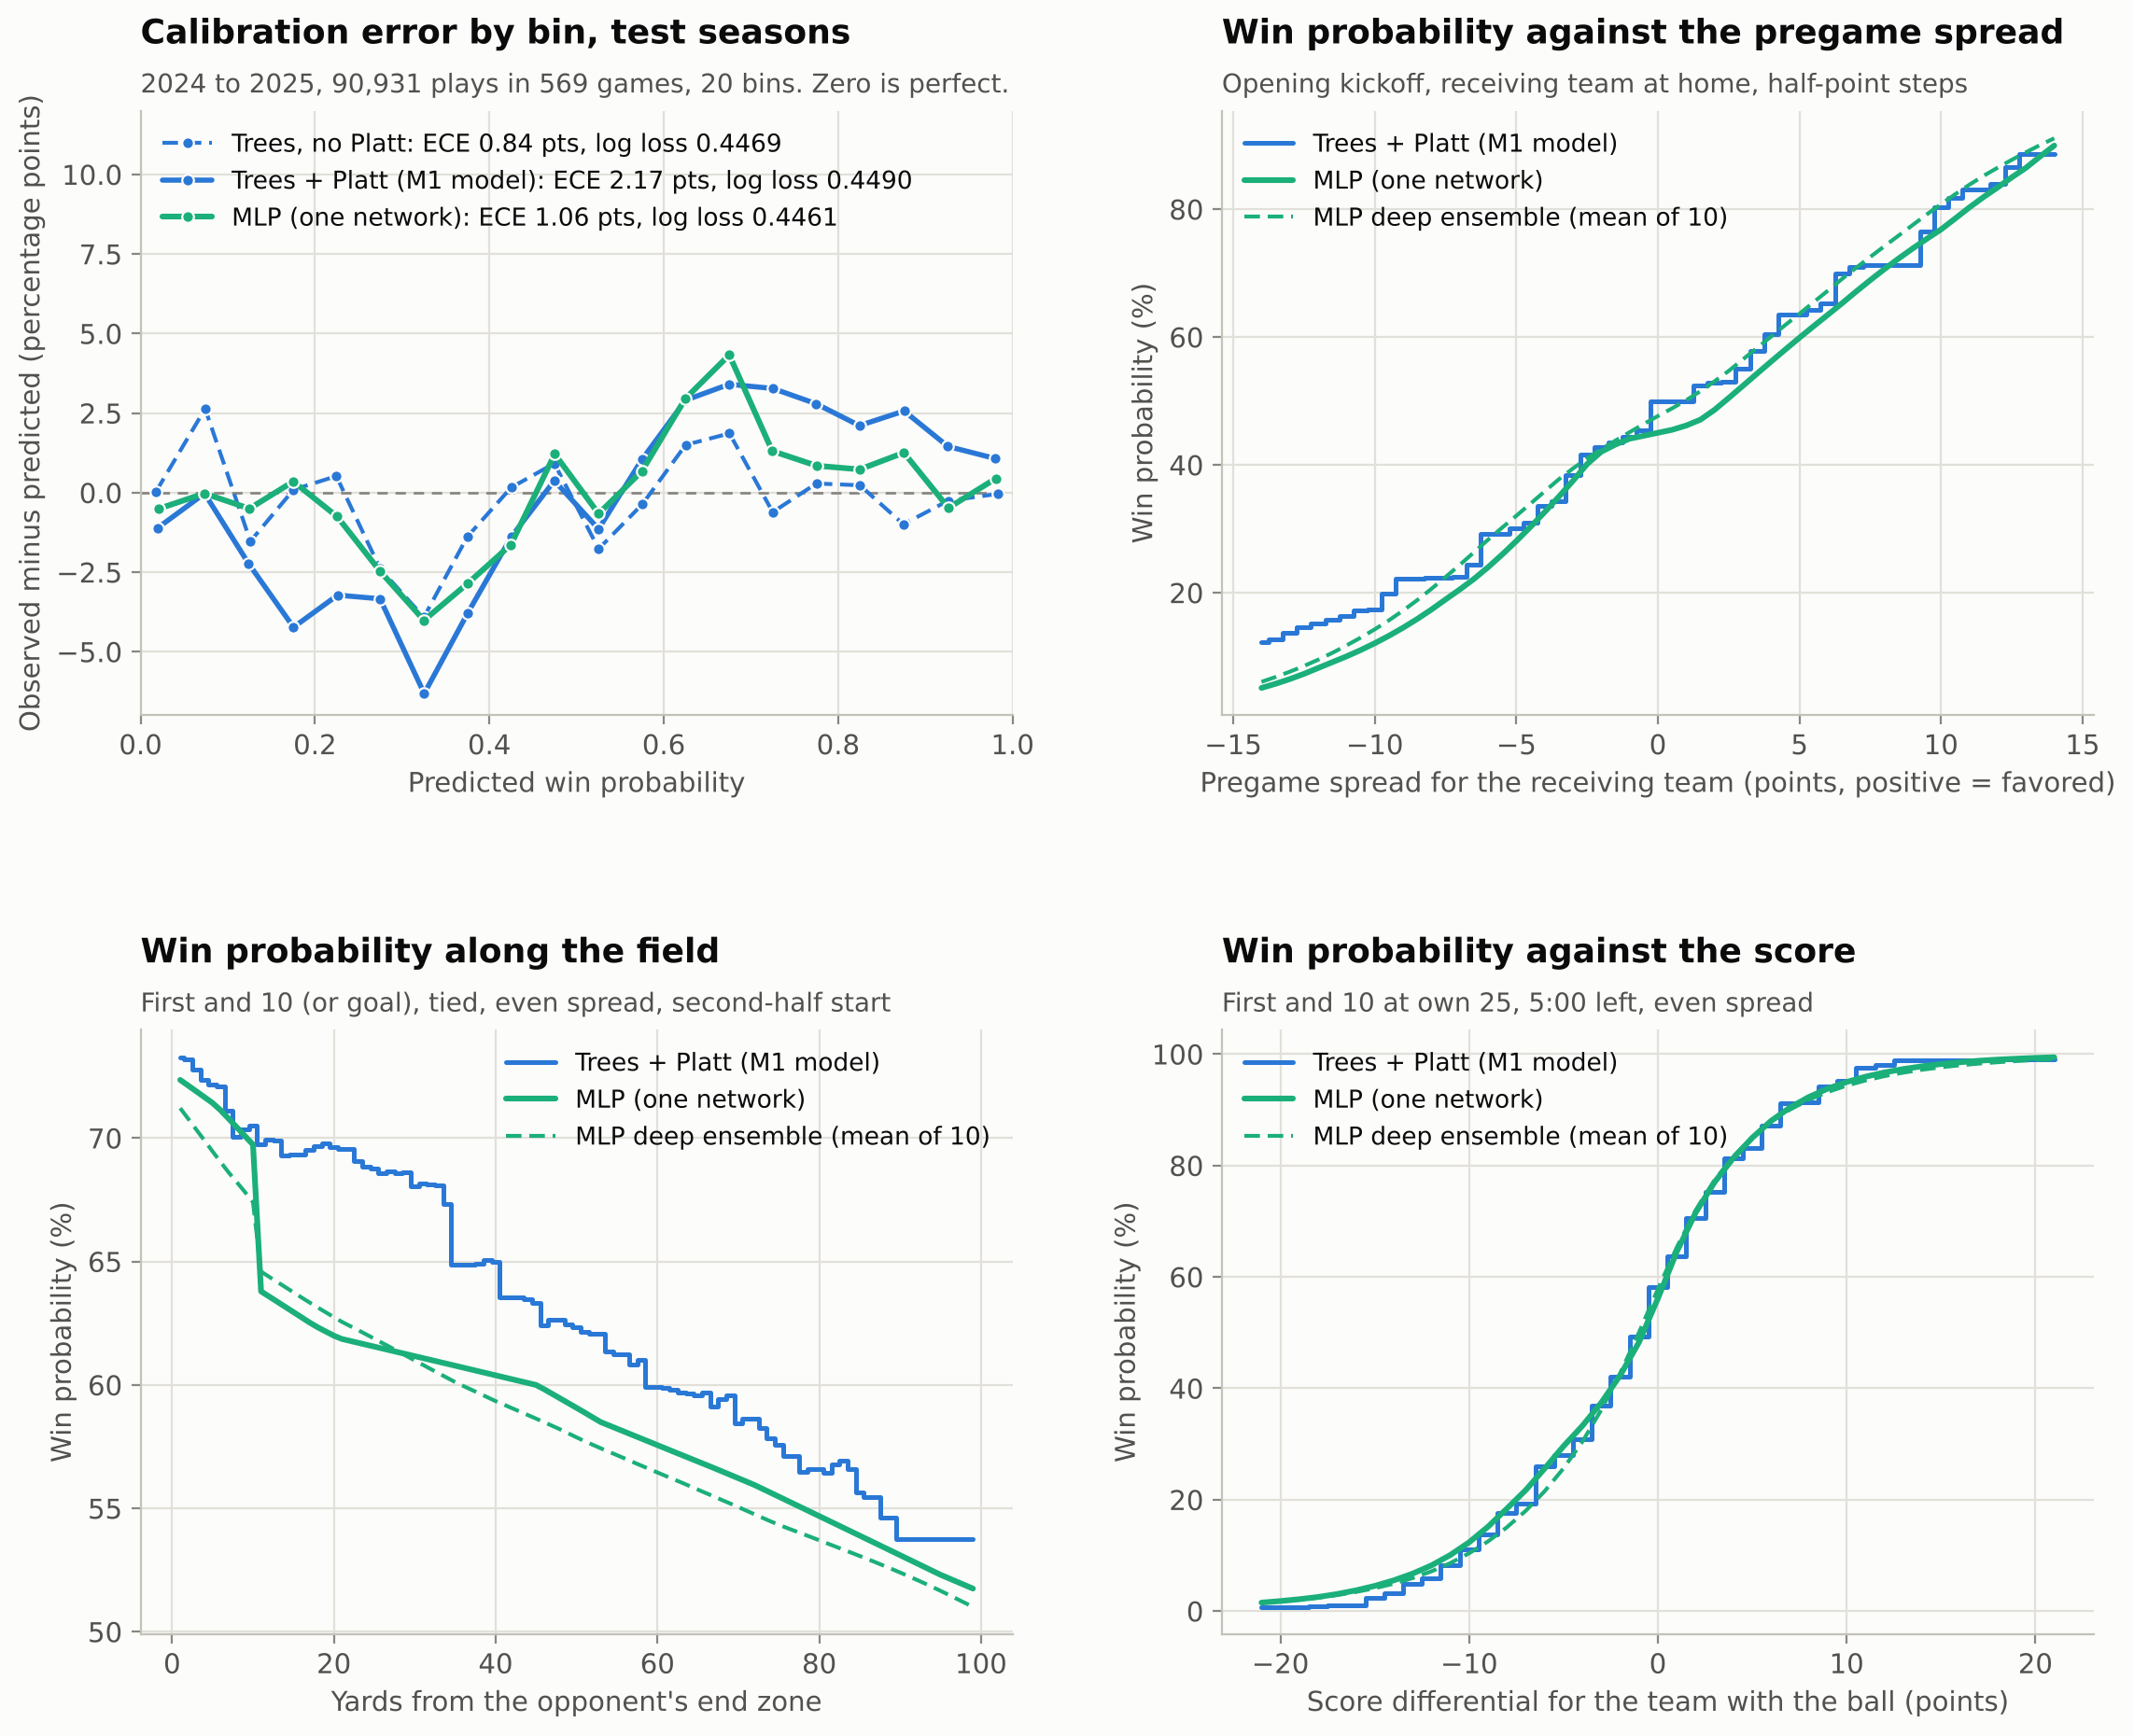 Calibration error by bin, test seasons
2024 to 2025, 90,931 plays in 569 games, 20 bins. Zero is perfect.
Trees, no Platt: ECE 0.84 pts, log loss 0.4469
Trees + Platt (M1 model): ECE 2.17 pts, log loss 0.4490
MLP (one network): ECE 1.06 pts, log loss 0.4461
Observed minus predicted (percentage points)
10.0
7.5
5.0
2.5
0.0
−2.5
−5.0
0.0 0.2 0.4 0.6 0.8 1.0
Predicted win probability
Win probability against the pregame spread
Opening kickoff, receiving team at home, half-point steps
Trees + Platt (M1 model)
MLP (one network)
MLP deep ensemble (mean of 10)
Win probability (%)
80
60
40
20
−15 −10 −5 0 5 10 15
Pregame spread for the receiving team (points, positive = favored)
Win probability along the field
First and 10 (or goal), tied, even spread, second-half start
Trees + Platt (M1 model)
MLP (one network)
MLP deep ensemble (mean of 10)
Win probability (%)
70
65
60
55
50
0 20 40 60 80 100
Yards from the opponent's end zone
Win probability against the score
First and 10 at own 25, 5:00 left, even spread
Trees + Platt (M1 model)
MLP (one network)
MLP deep ensemble (mean of 10)
Win probability (%)
100
80
60
40
20
0
−20 −10 0 10 20
Score differential for the team with the ball (points)